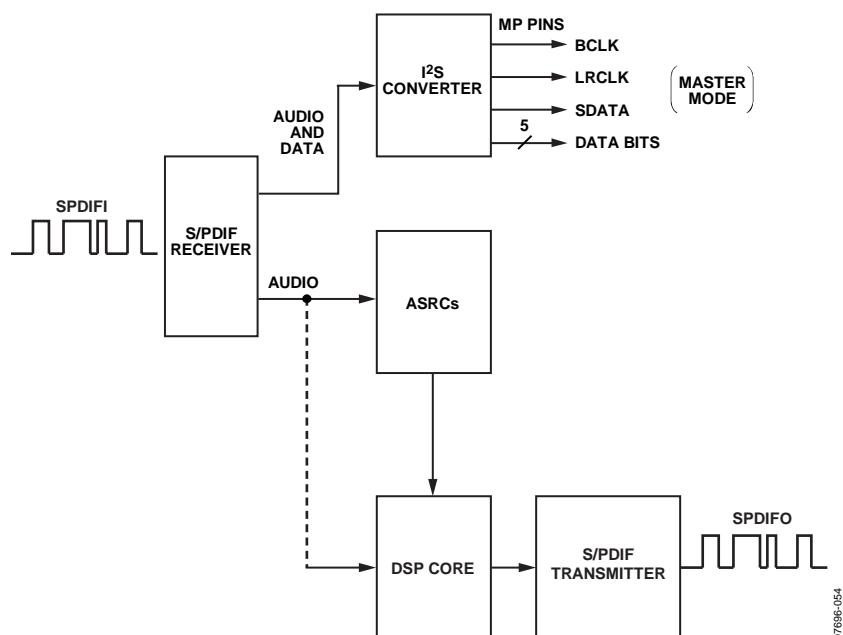 MP PINS
I²S
CONVERTER
BCLK
LRCLK
SDATA
5
DATA BITS
(MASTER
MODE)
AUDIO
AND
DATA
SPDIFI
S/PDIF
RECEIVER
AUDIO
ASRCs
DSP CORE
S/PDIF
TRANSMITTER
SPDIFO
07696-054